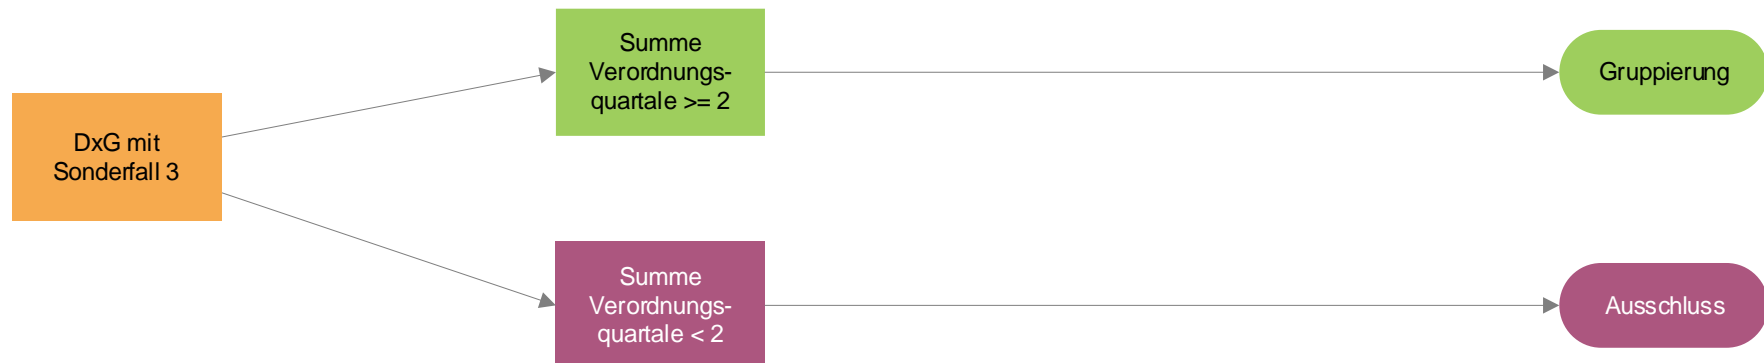 DxG mit
Sonderfall 3
Summe
Verordnungs-
quartale >= 2
Gruppierung
Summe
Verordnungs-
quartale < 2
Ausschluss